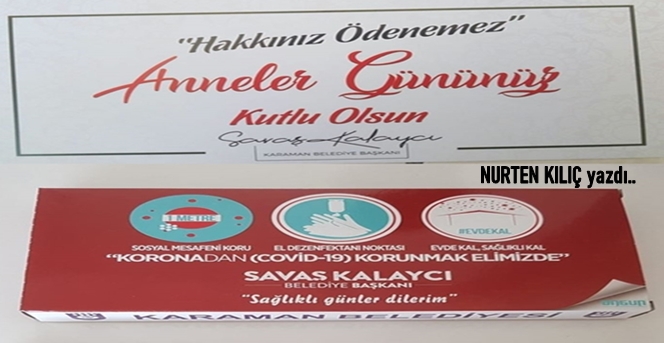 "Hakkınız Ödenemez"
Anneler Gününüz
Kutlu Olsun
Savaş Kalaycı
KARAMAN BELEDİYE BAŞKANI
NURTEN KILIÇ yazdı..
1 METRE
#EVDEKAL
SOSYAL MESAFENİ KORU
EL DEZENFEKTANI NOKTASI
EVDE KAL, SAĞLIKLI KAL
"KORONADAN (COVİD-19) KORUNMAK ELİMİZDE"
SAVAŞ KALAYCI
BELEDİYE BAŞKANI
"Sağlıklı günler dilerim"
KARAMAN BELEDİYESİ